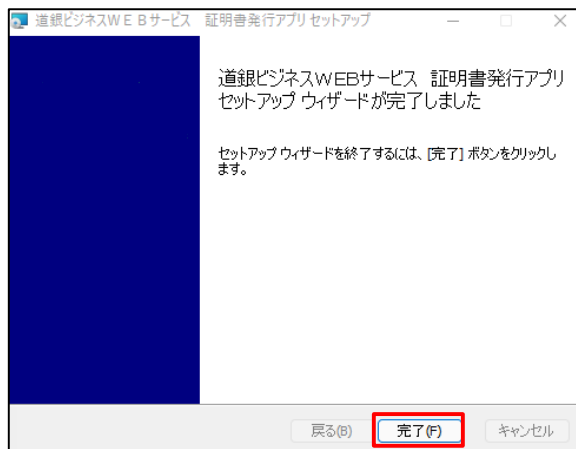 道銀ビジネスＷＥＢサービス　証明書発行アプリ セットアップ
道銀ビジネスWEBサービス　証明書発行アプリ
セットアップ ウィザードが完了しました
セットアップ ウィザードを終了するには、[完了] ボタンをクリックし
ます。
戻る(B)
完了(F)
キャンセル